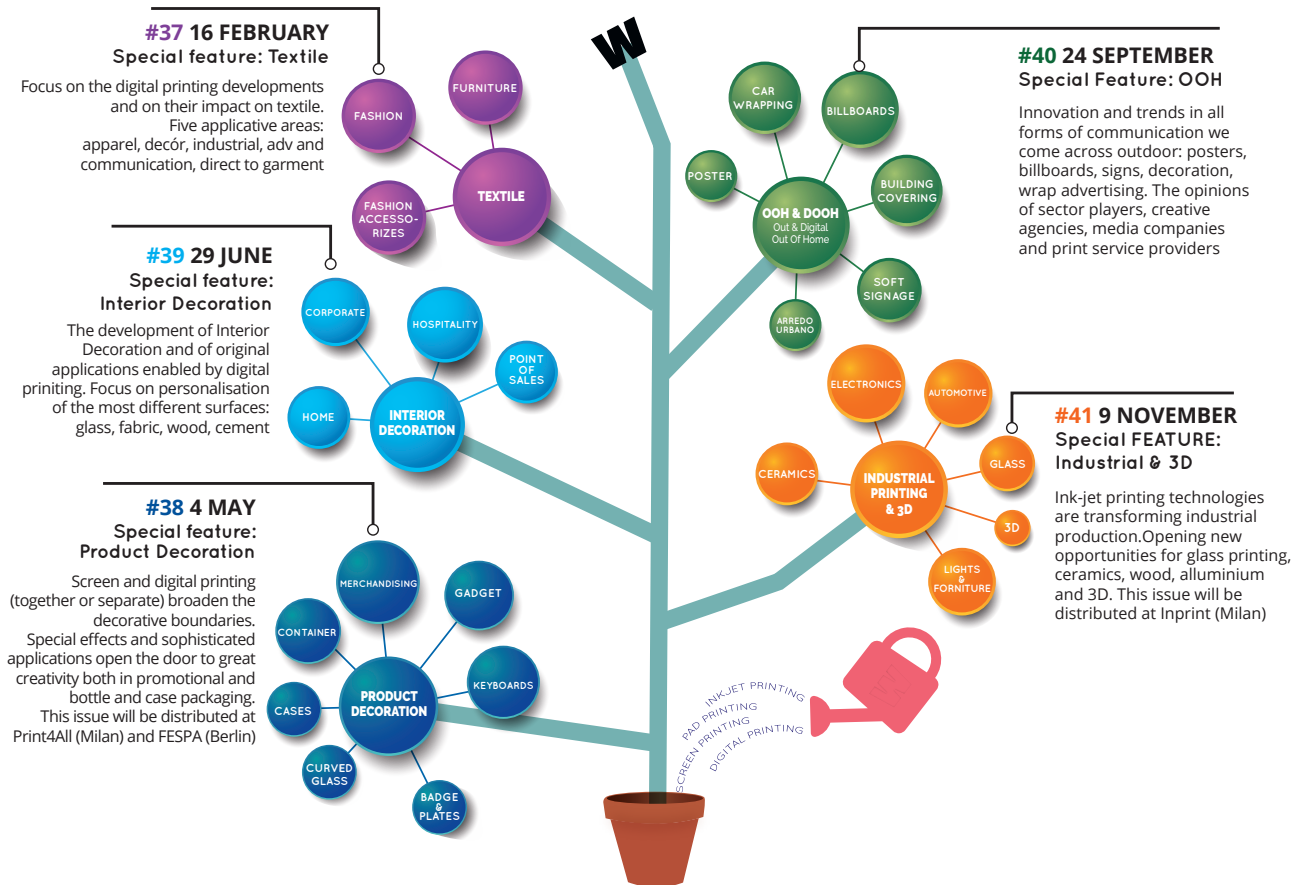 #37 16 FEBRUARY
Special feature: Textile
Focus on the digital printing developments
and on their impact on textile.
Five applicative areas:
apparel, decór, industrial, adv and
communication, direct to garment
FASHION
FURNITURE
FASHION
ACCESSO-
RIZES
TEXTILE
W
#40 24 SEPTEMBER
Special Feature: OOH
Innovation and trends in all
forms of communication we
come across outdoor: posters,
billboards, signs, decoration,
wrap advertising. The opinions
of sector players, creative
agencies, media companies
and print service providers
CAR
WRAPPING
BILLBOARDS
POSTER
BUILDING
COVERING
OOH & DOOH
Out & Digital
Out Of Home
SOFT
SIGNAGE
ARREDO
URBANO
#39 29 JUNE
Special feature:
Interior Decoration
The development of Interior
Decoration and of original
applications enabled by digital
priniting. Focus on personalisation
of the most different surfaces:
glass, fabric, wood, cement
CORPORATE
HOSPITALITY
POINT
OF
SALES
HOME
INTERIOR
DECORATION
#41 9 NOVEMBER
Special FEATURE:
Industrial & 3D
Ink-jet printing technologies
are transforming industrial
production.Opening new
opportunities for glass printing,
ceramics, wood, alluminium
and 3D. This issue will be
distributed at Inprint (Milan)
ELECTRONICS
AUTOMOTIVE
GLASS
CERAMICS
INDUSTRIAL
PRINTING
& 3D
3D
LIGHTS
&
FORNITURE
#38 4 MAY
Special feature:
Product Decoration
Screen and digital printing
(together or separate) broaden the
decorative boundaries.
Special effects and sophisticated
applications open the door to great
creativity both in promotional and
bottle and case packaging.
This issue will be distributed at
Print4All (Milan) and FESPA (Berlin)
MERCHANDISING
GADGET
CONTAINER
KEYBOARDS
CASES
PRODUCT
DECORATION
CURVED
GLASS
BADGE
&
PLATES
INKJET PRINTING
PAD PRINTING
SCREEN PRINTING
DIGITAL PRINTING